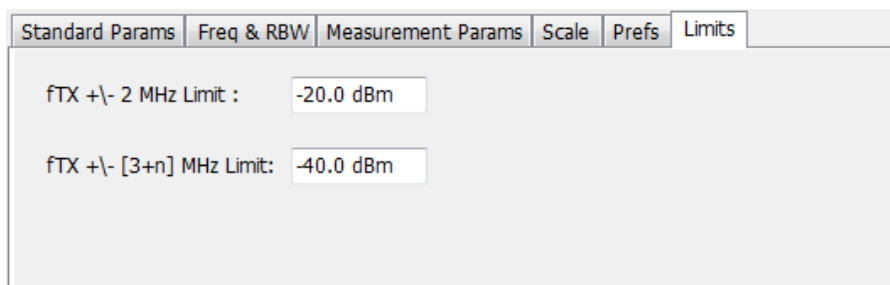 Standard Params Freq & RBW Measurement Params Scale Prefs Limits
fTX +\- 2 MHz Limit : -20.0 dBm
fTX +\- [3+n] MHz Limit: -40.0 dBm